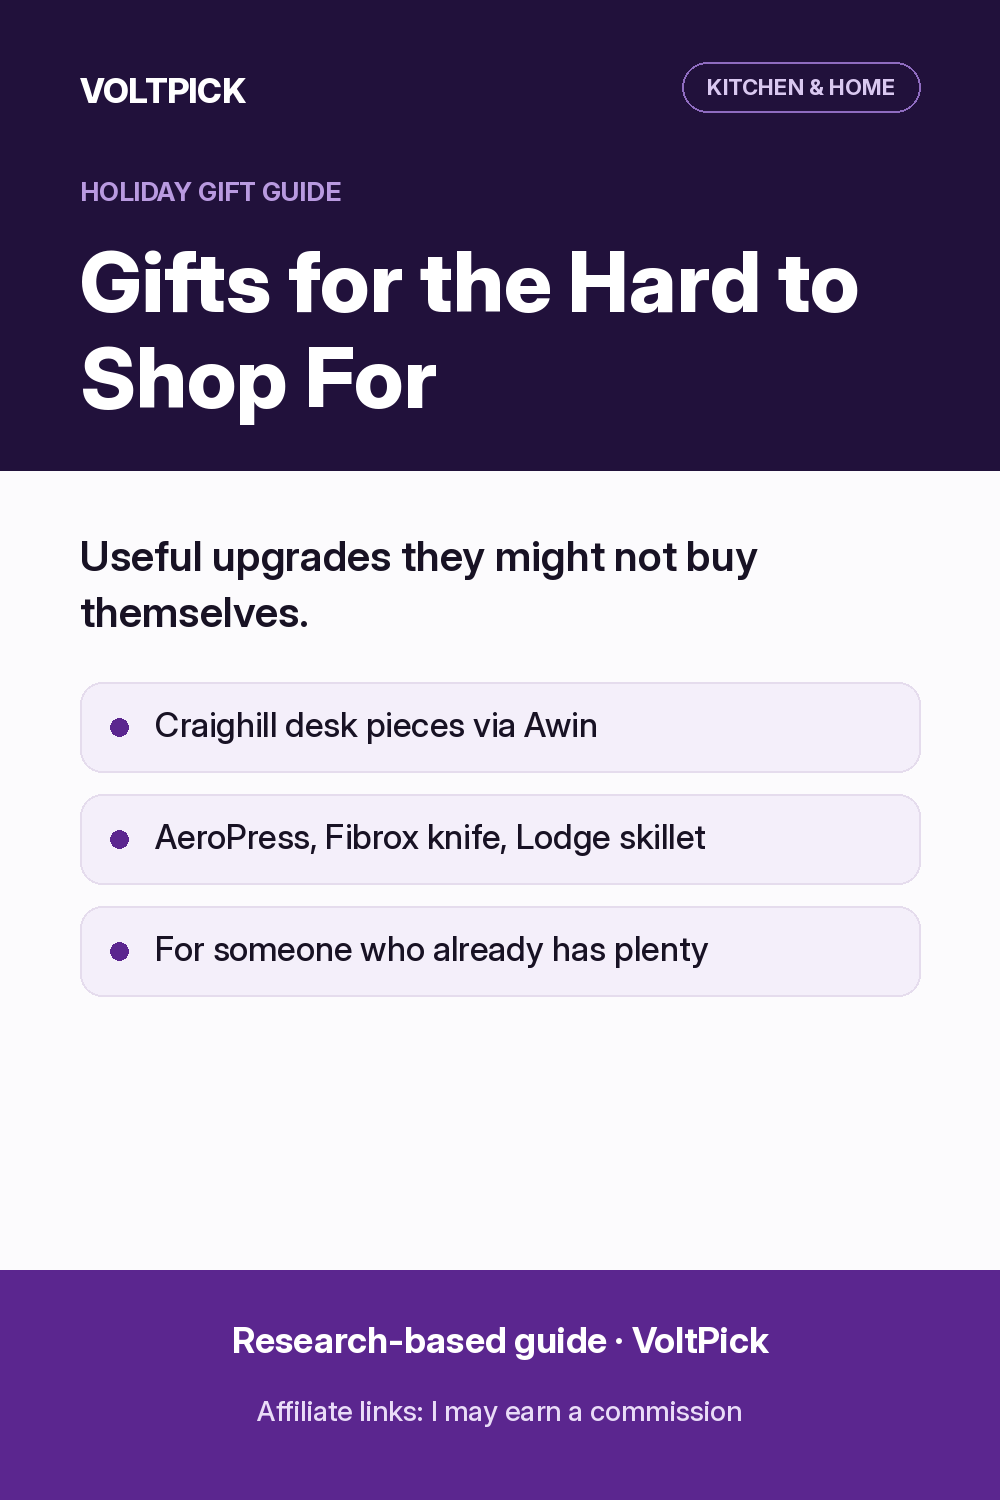 VOLTPICK
KITCHEN & HOME
HOLIDAY GIFT GUIDE
Gifts for the Hard to
Shop For
Useful upgrades they might not buy
themselves.
Craighill desk pieces via Awin
AeroPress, Fibrox knife, Lodge skillet
For someone who already has plenty
Research-based guide · VoltPick
Affiliate links: I may earn a commission